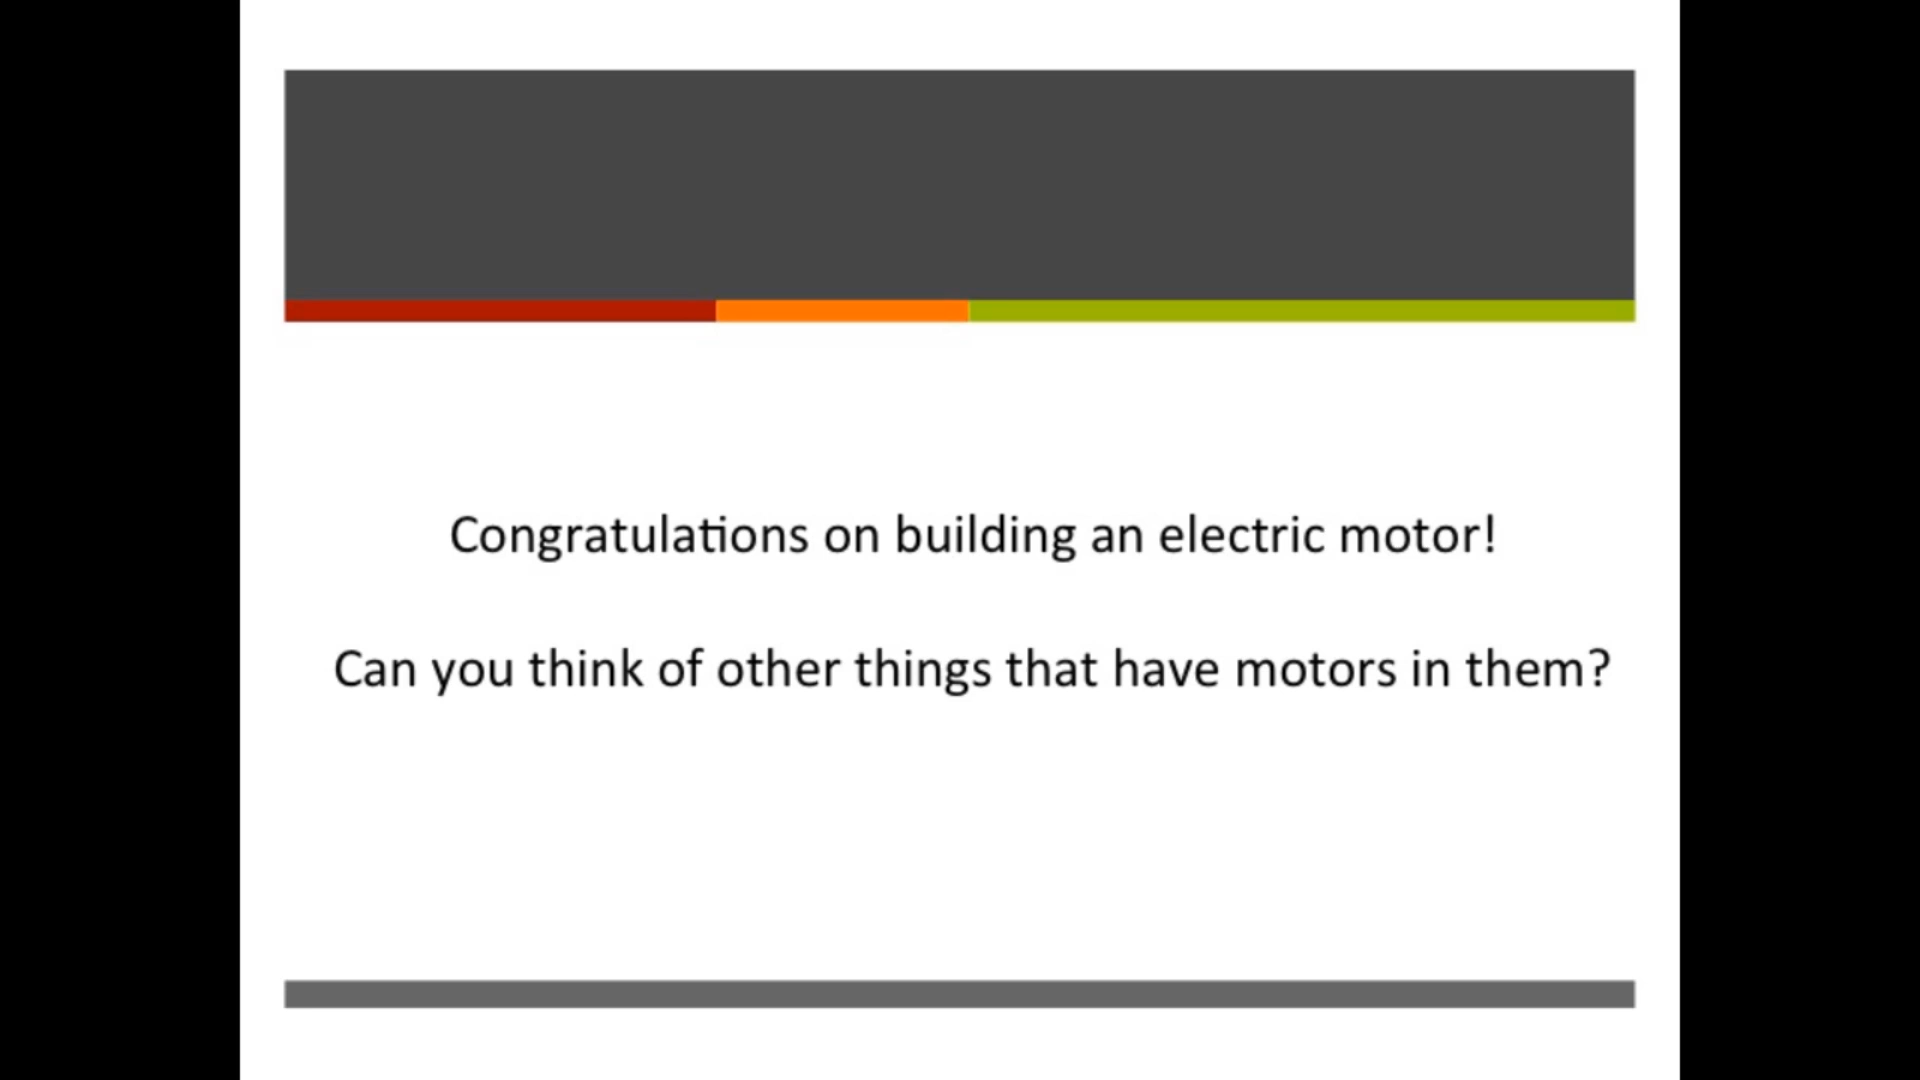 Congratulations on building an electric motor!
Can you think of other things that have motors in them?